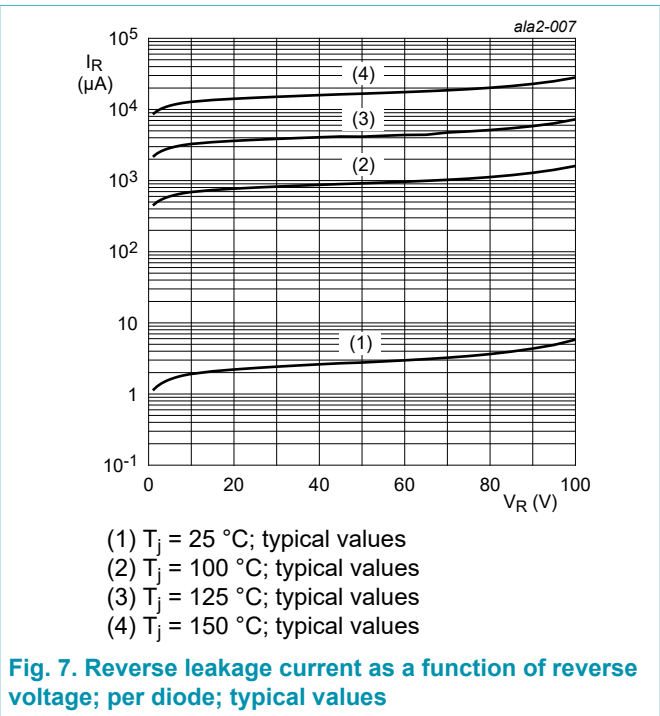 ala2-007
I_R
(µA)
10^5
10^4
10^3
10^2
10
1
10^-1
(4)
(3)
(2)
(1)
0 20 40 60 80 100
V_R (V)
(1) T_j = 25 °C; typical values
(2) T_j = 100 °C; typical values
(3) T_j = 125 °C; typical values
(4) T_j = 150 °C; typical values
Fig. 7. Reverse leakage current as a function of reverse
voltage; per diode; typical values